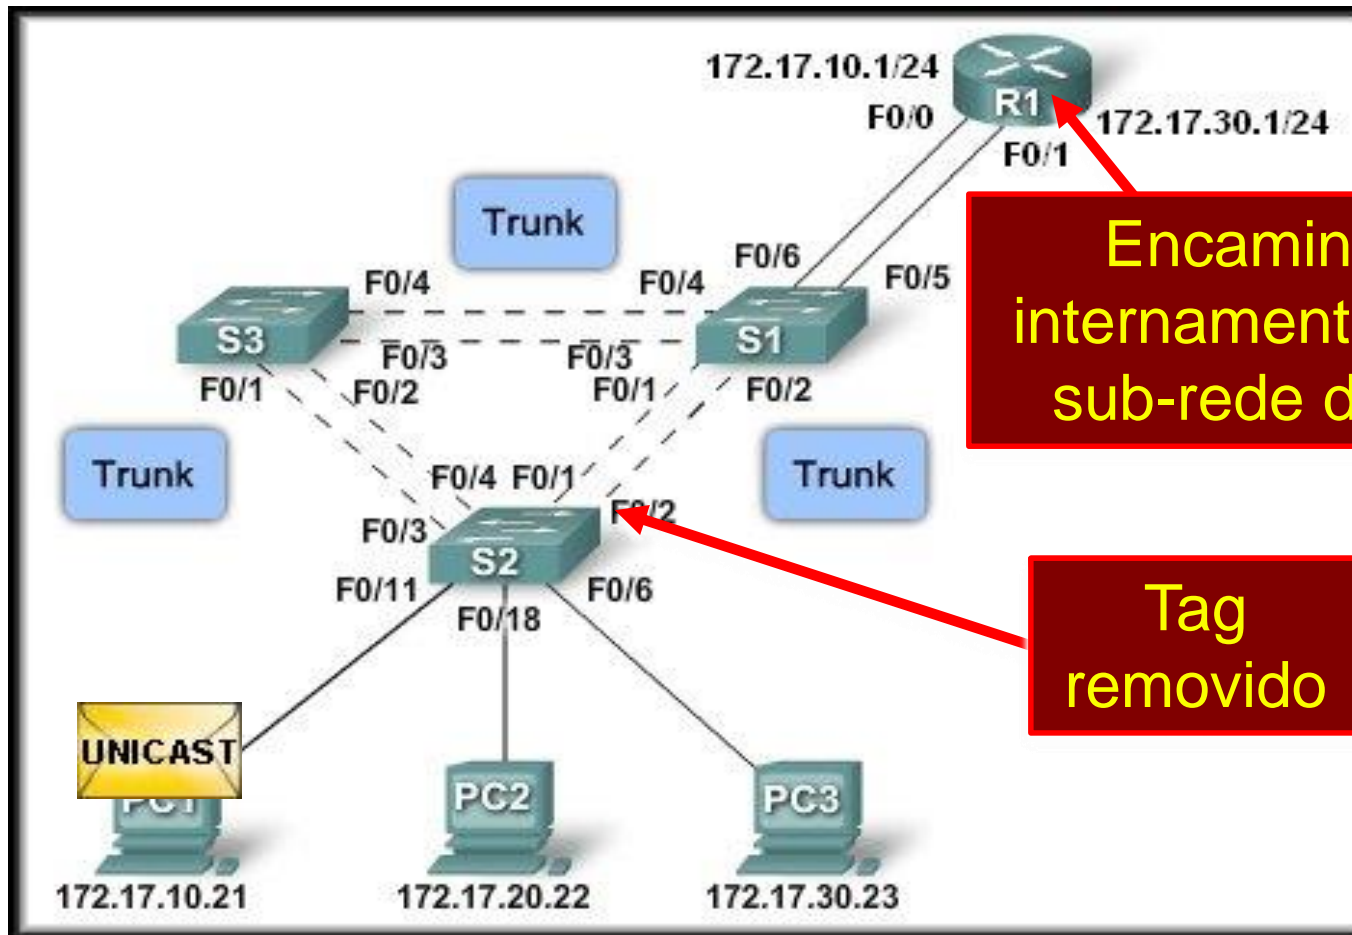 172.17.10.1/24
R1
F0/0
172.17.30.1/24
F0/1
Trunk
Encamin
internament
sub-rede d
F0/6
F0/4
F0/4
F0/5
S3
S1
F0/3
F0/3
F0/1
F0/2
F0/1
F0/2
Trunk
Trunk
F0/4
F0/1
F0/2
F0/3
S2
F0/11
F0/6
F0/18
Tag
removido
UNICAST
PC1
PC2
PC3
172.17.10.21
172.17.20.22
172.17.30.23